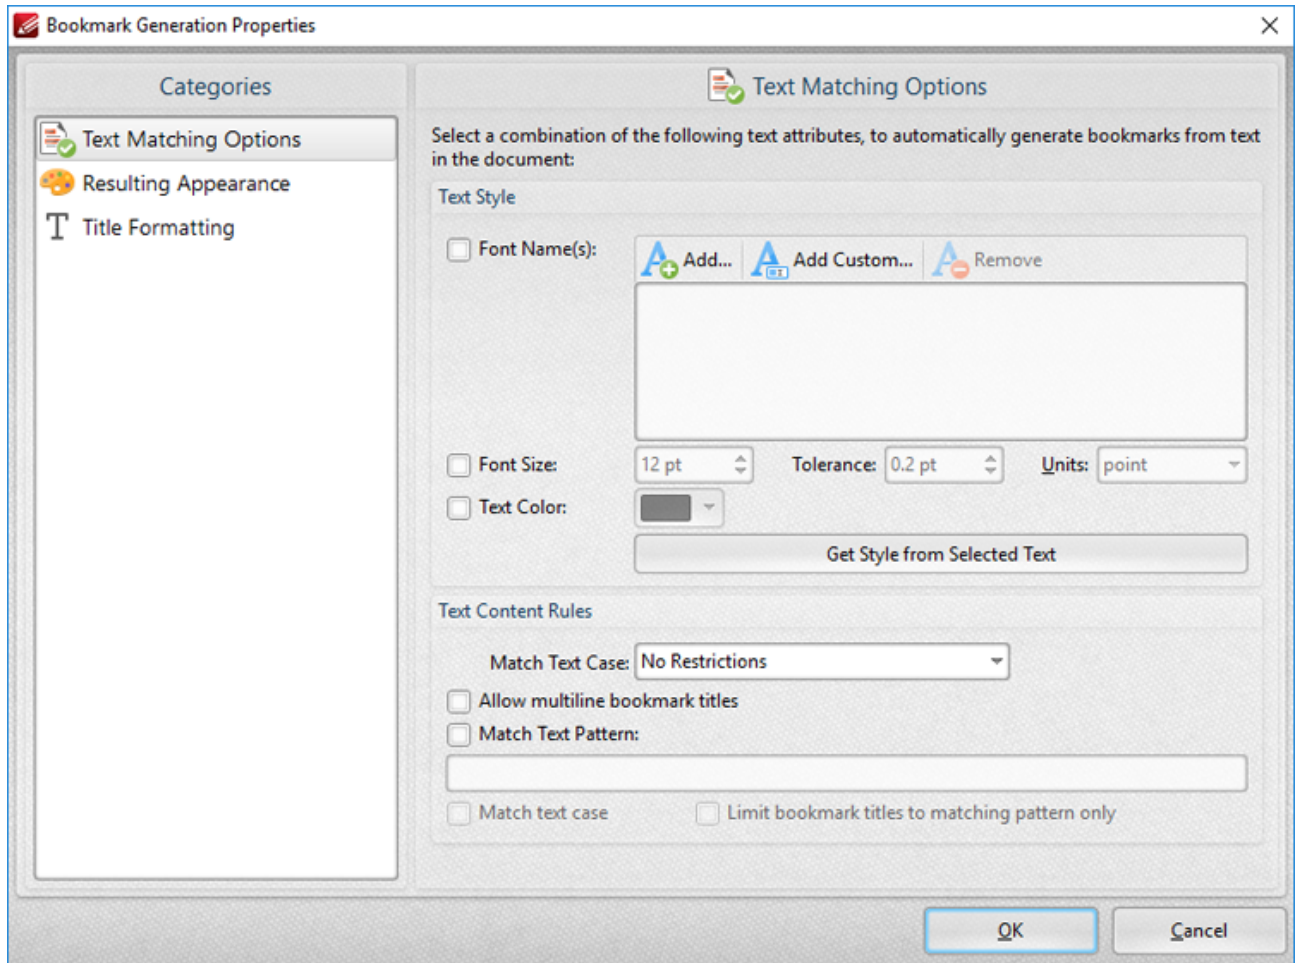 Bookmark Generation Properties
Categories
Text Matching Options
Resulting Appearance
Title Formatting
Text Matching Options
Select a combination of the following text attributes, to automatically generate bookmarks from text
in the document:
Text Style
Font Name(s):
Add... Add Custom... Remove
Font Size: 12 pt Tolerance: 0.2 pt Units: point
Text Color:
Get Style from Selected Text
Text Content Rules
Match Text Case: No Restrictions
Allow multiline bookmark titles
Match Text Pattern:
Match text case Limit bookmark titles to matching pattern only
OK Cancel